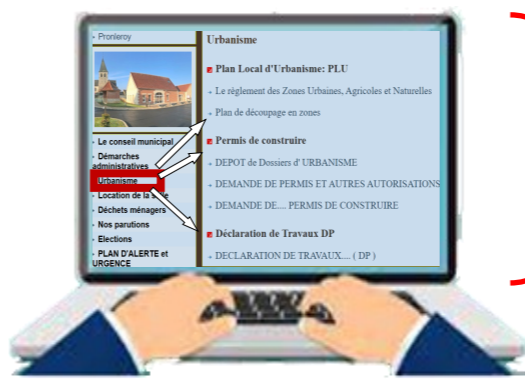 - Pronleroy
- Le conseil municipal
- Démarches administratives
- Urbanisme
- Location de la salle
- Déchets ménagers
- Nos parutions
- Elections
- PLAN D'ALERTE et URGENCE
Urbanisme
Plan Local d'Urbanisme: PLU
Le règlement des Zones Urbaines, Agricoles et Naturelles
Plan de découpage en zones
Permis de construire
DEPOT de Dossiers d' URBANISME
DEMANDE DE PERMIS ET AUTRES AUTORISATIONS
DEMANDE DE.... PERMIS DE CONSTRUIRE
Déclaration de Travaux DP
DECLARATION DE TRAVAUX.... ( DP )